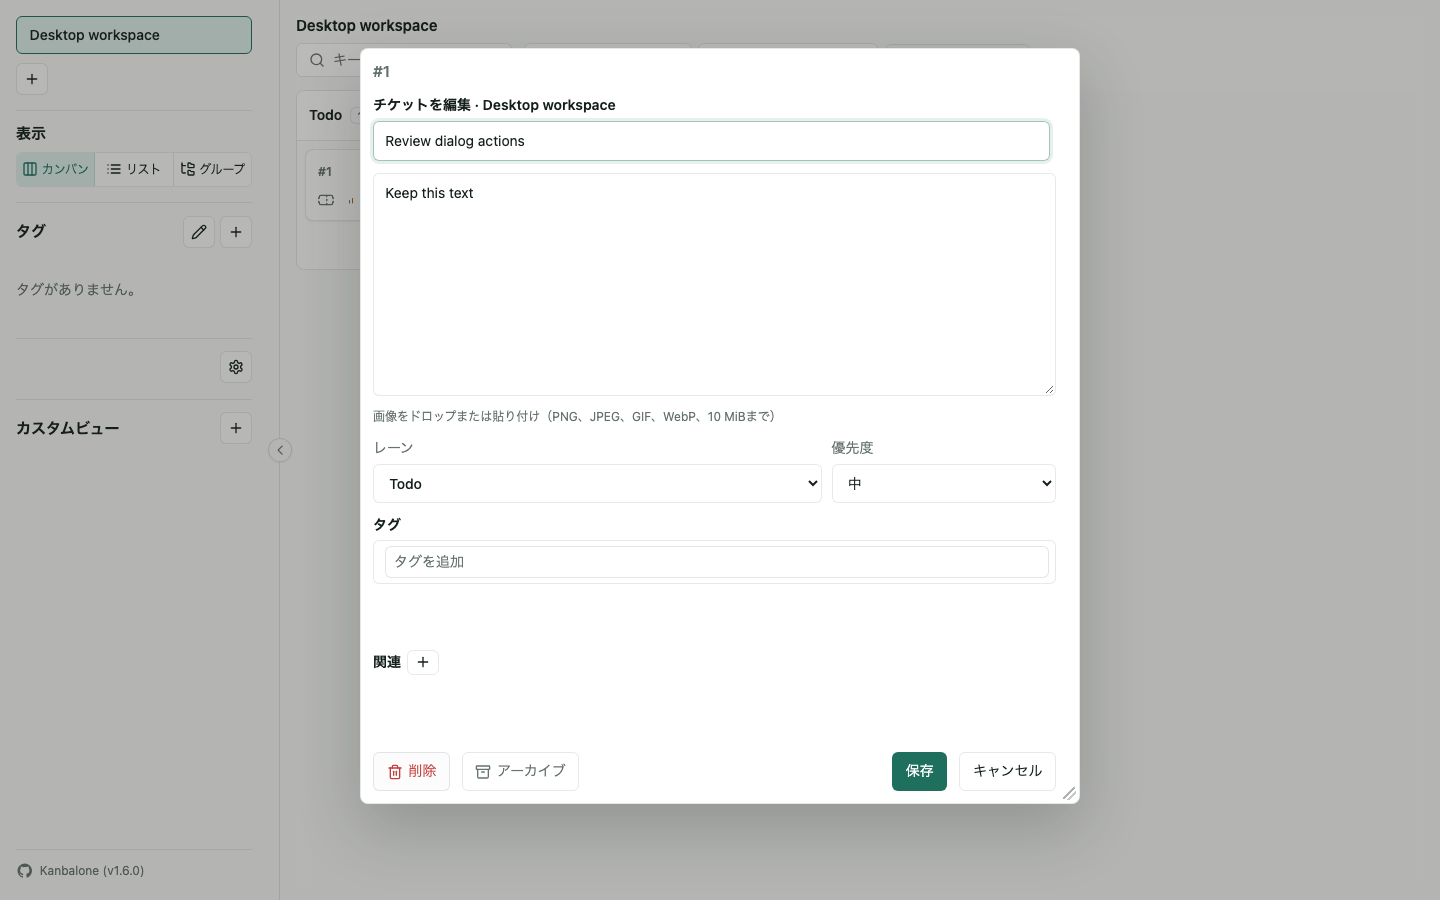 Desktop workspace
表示
カンバン
リスト
グループ
タグ
タグがありません。
カスタムビュー
Kanbalone (v1.6.0)
Desktop workspace
キー
Todo
#1
#1
チケットを編集 · Desktop workspace
Review dialog actions
Keep this text
画像をドロップまたは貼り付け（PNG、JPEG、GIF、WebP、10 MiBまで）
レーン
優先度
Todo
中
タグ
タグを追加
関連
削除
アーカイブ
保存
キャンセル